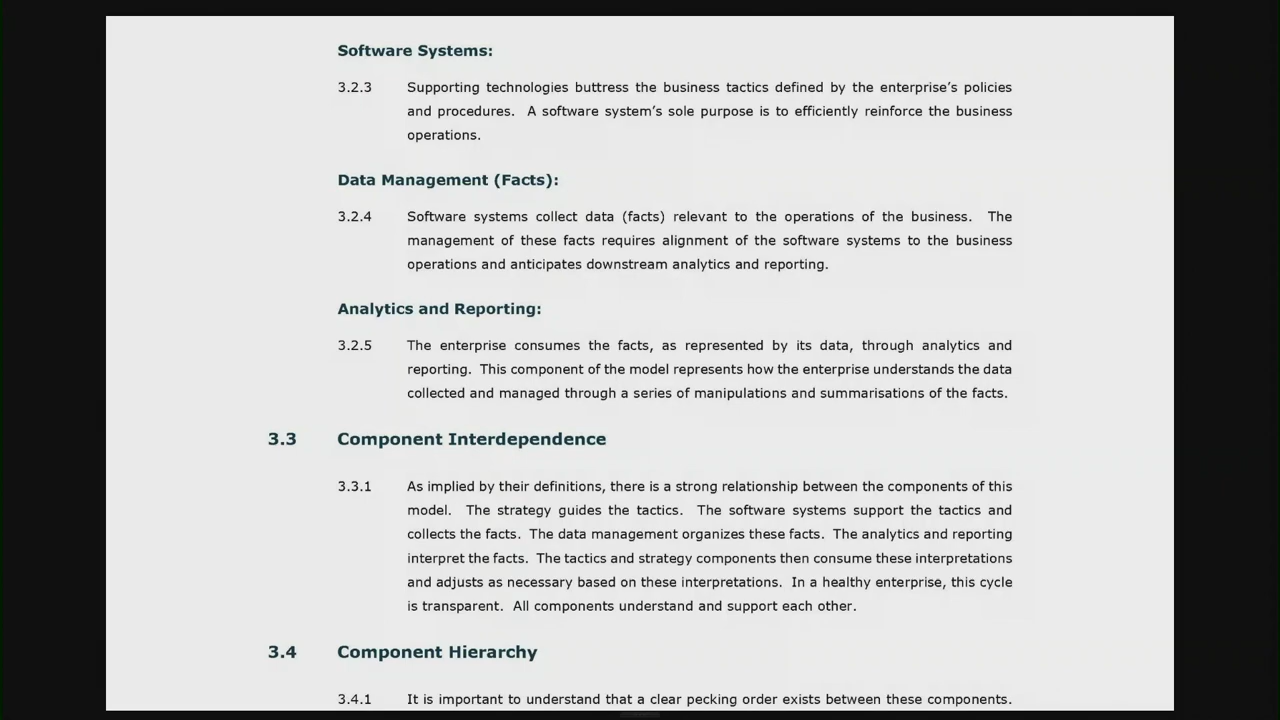 Software Systems:
3.2.3 Supporting technologies buttress the business tactics defined by the enterprise’s policies
and procedures. A software system’s sole purpose is to efficiently reinforce the business
operations.
Data Management (Facts):
3.2.4 Software systems collect data (facts) relevant to the operations of the business. The
management of these facts requires alignment of the software systems to the business
operations and anticipates downstream analytics and reporting.
Analytics and Reporting:
3.2.5 The enterprise consumes the facts, as represented by its data, through analytics and
reporting. This component of the model represents how the enterprise understands the data
collected and managed through a series of manipulations and summarisations of the facts.
3.3 Component Interdependence
3.3.1 As implied by their definitions, there is a strong relationship between the components of this
model. The strategy guides the tactics. The software systems support the tactics and
collects the facts. The data management organizes these facts. The analytics and reporting
interpret the facts. The tactics and strategy components then consume these interpretations
and adjusts as necessary based on these interpretations. In a healthy enterprise, this cycle
is transparent. All components understand and support each other.
3.4 Component Hierarchy
3.4.1 It is important to understand that a clear pecking order exists between these components.